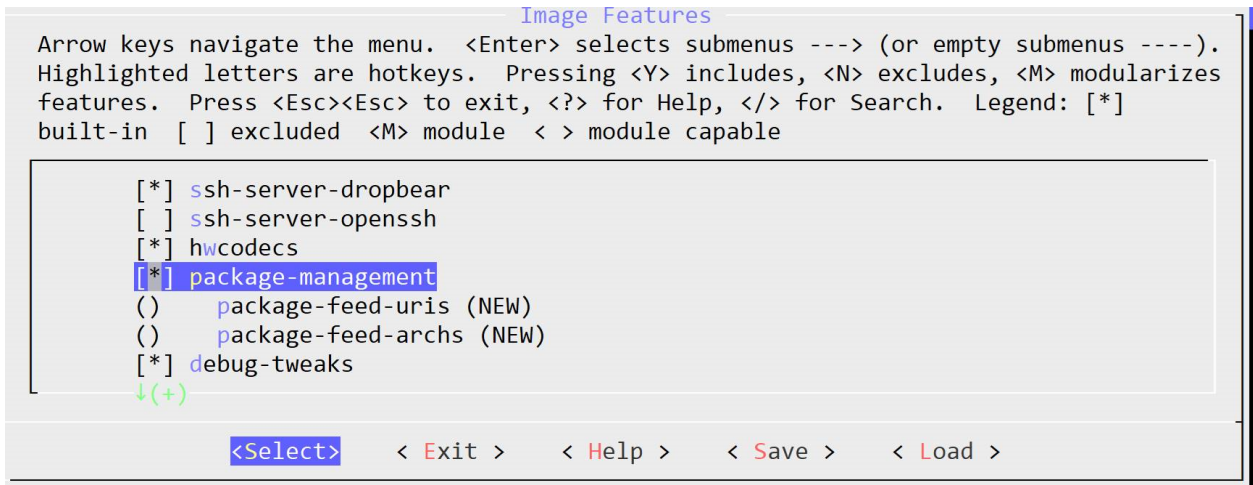 Image Features
Arrow keys navigate the menu.  <Enter> selects submenus ---> (or empty submenus ----).
Highlighted letters are hotkeys.  Pressing <Y> includes, <N> excludes, <M> modularizes
features.  Press <Esc><Esc> to exit, <?> for Help, </> for Search.  Legend: [*]
built-in  [ ] excluded  <M> module  < > module capable
[*] ssh-server-dropbear
[ ] ssh-server-openssh
[*] hwcodecs
[*] package-management
()    package-feed-uris (NEW)
()    package-feed-archs (NEW)
[*] debug-tweaks
↓(+)
<Select>    < Exit >    < Help >    < Save >    < Load >